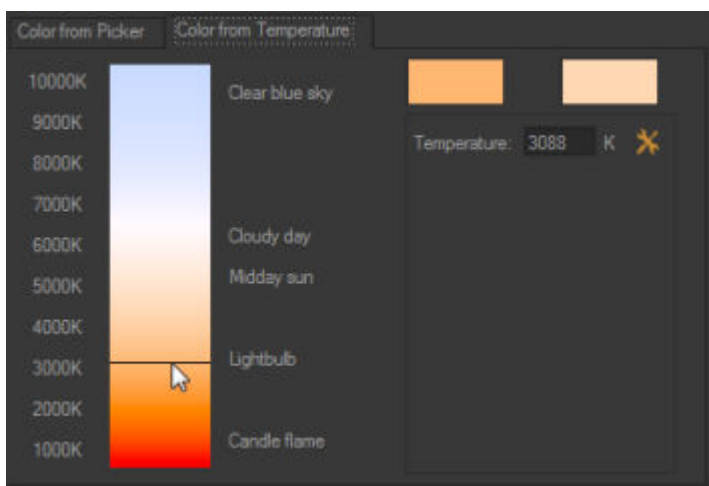 Color from Picker
Color from Temperature
10000K
Clear blue sky
9000K
Temperature: 3088 K
8000K
7000K
6000K
Cloudy day
5000K
Midday sun
4000K
3000K
Lightbulb
2000K
1000K
Candle flame